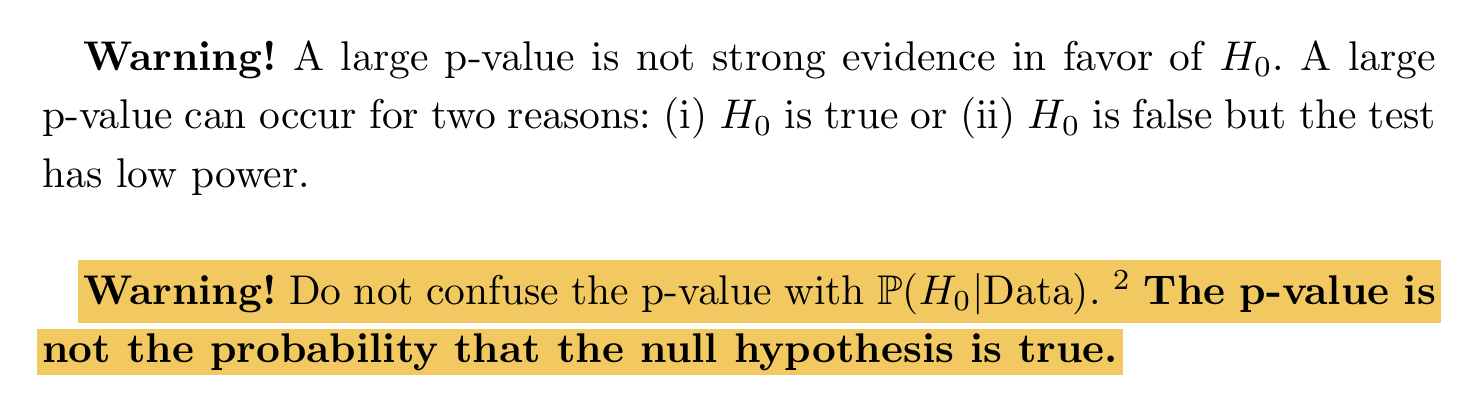 Warning! A large p-value is not strong evidence in favor of H₀. A large
p-value can occur for two reasons: (i) H₀ is true or (ii) H₀ is false but the test
has low power.
Warning! Do not confuse the p-value with ℙ(H₀|Data). ² The p-value is
not the probability that the null hypothesis is true.